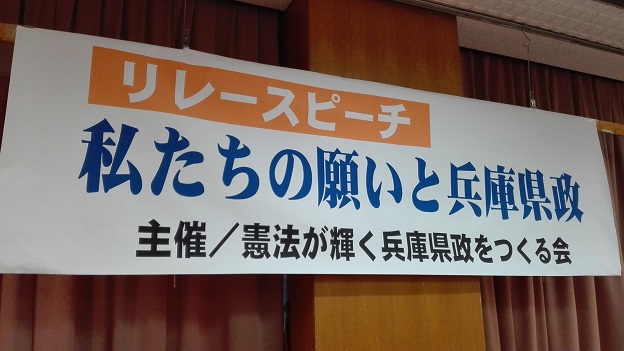 リレースピーチ
私たちの願いと兵庫県政
主催／憲法が輝く兵庫県政をつくる会